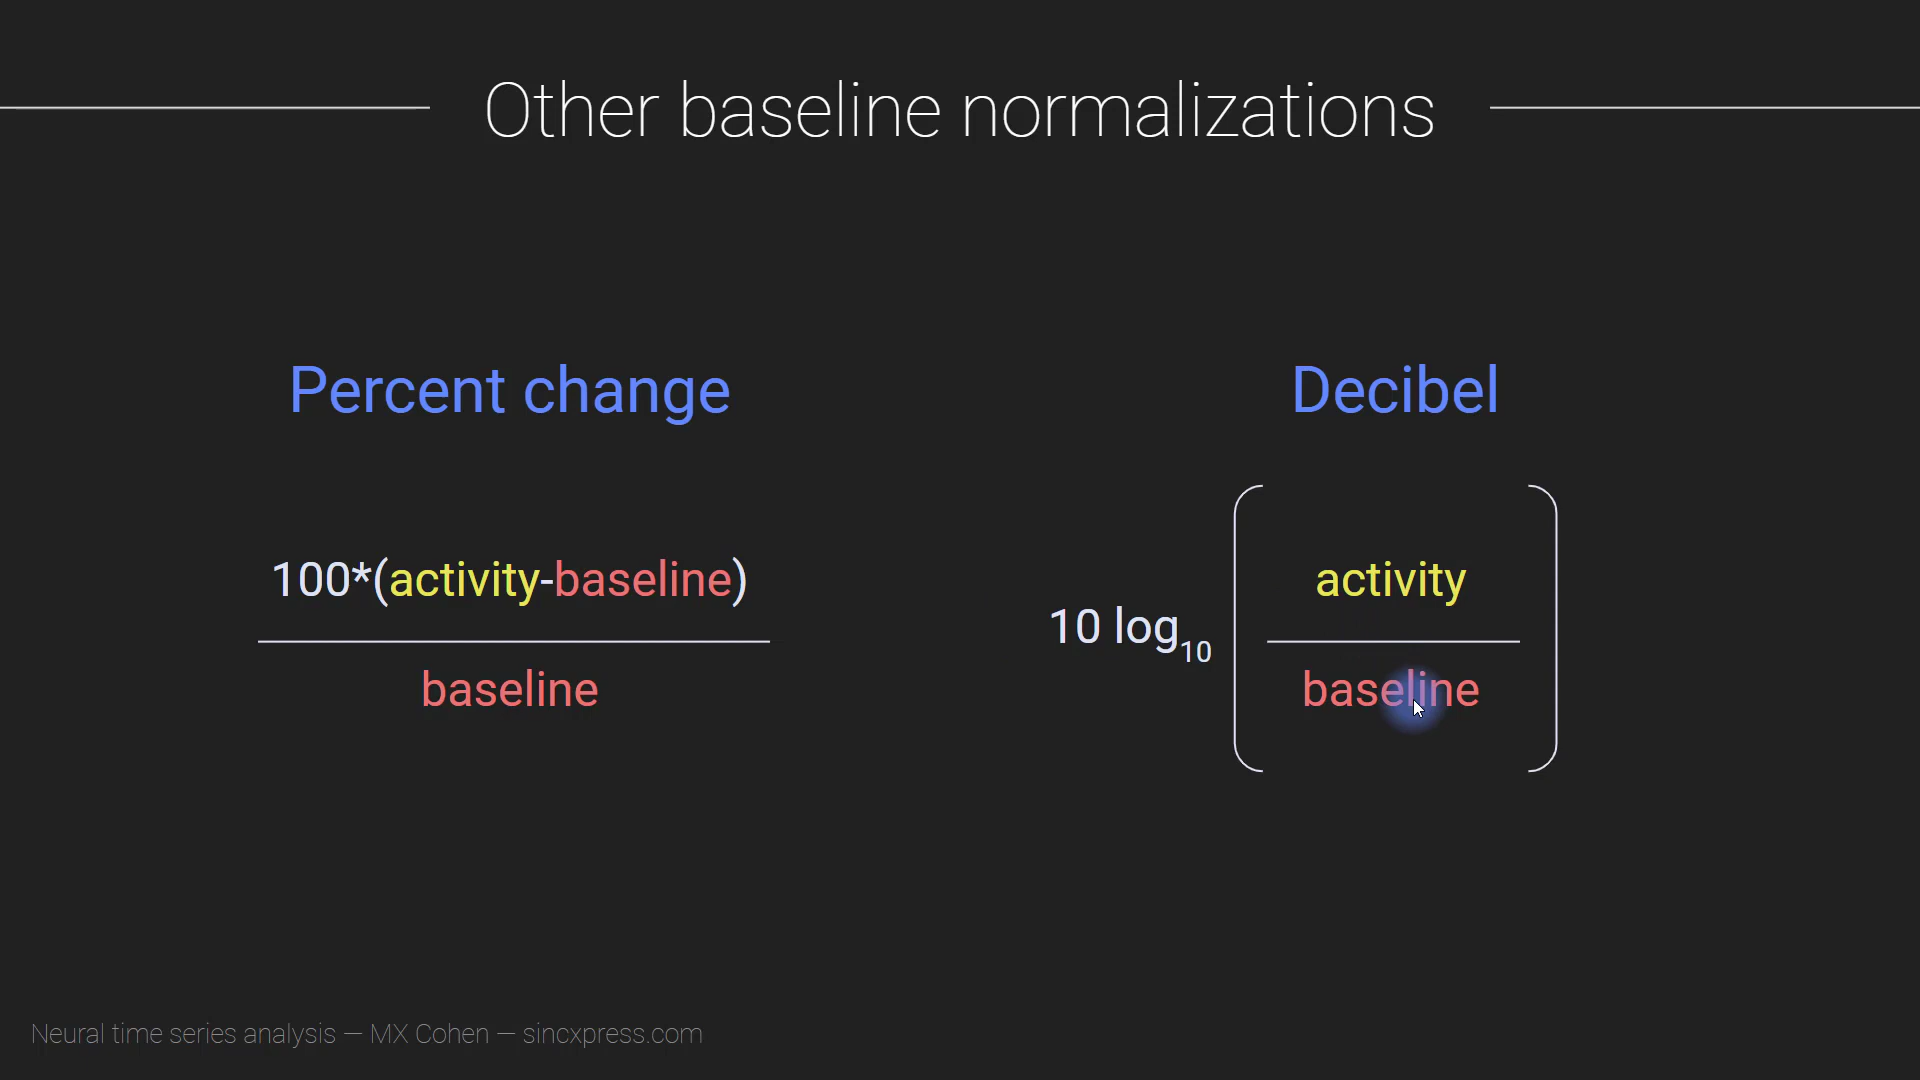 Other baseline normalizations
Percent change
100*(activity-baseline)
baseline
Decibel
10 log10
activity
baseline
Neural time series analysis — MX Cohen — sincxpress.com